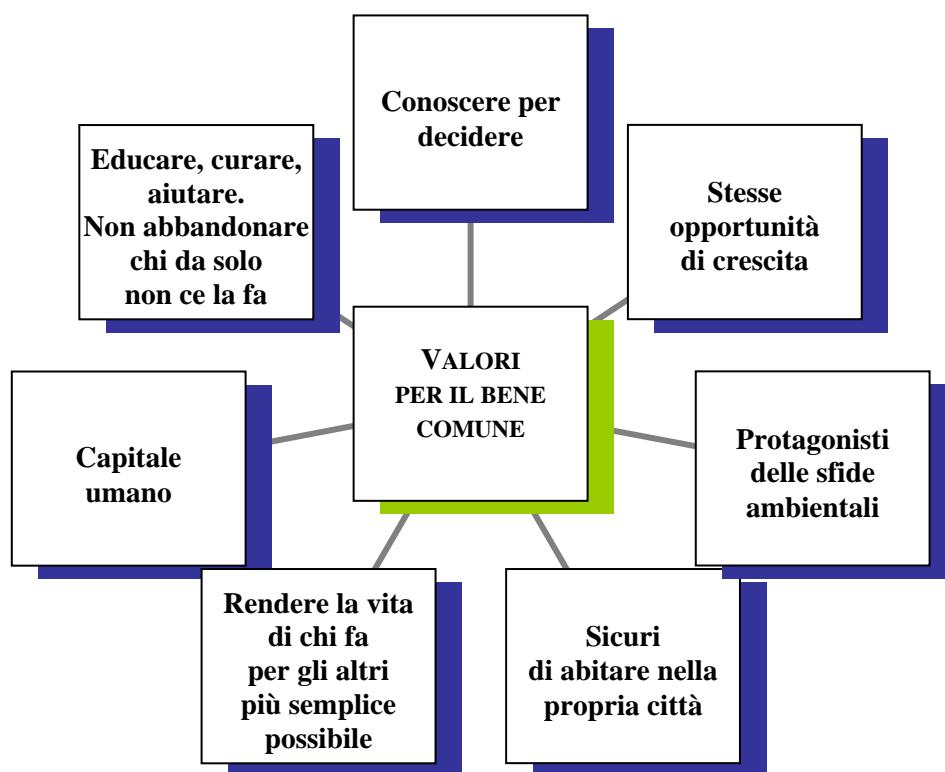 Conoscere per
decidere
Educare, curare,
aiutare.
Non abbandonare
chi da solo
non ce la fa
Stesse
opportunità
di crescita
VALORI
PER IL BENE
COMUNE
Capitale
umano
Protagonisti
delle sfide
ambientali
Rendere la vita
di chi fa
per gli altri
più semplice
possibile
Sicuri
di abitare nella
propria città